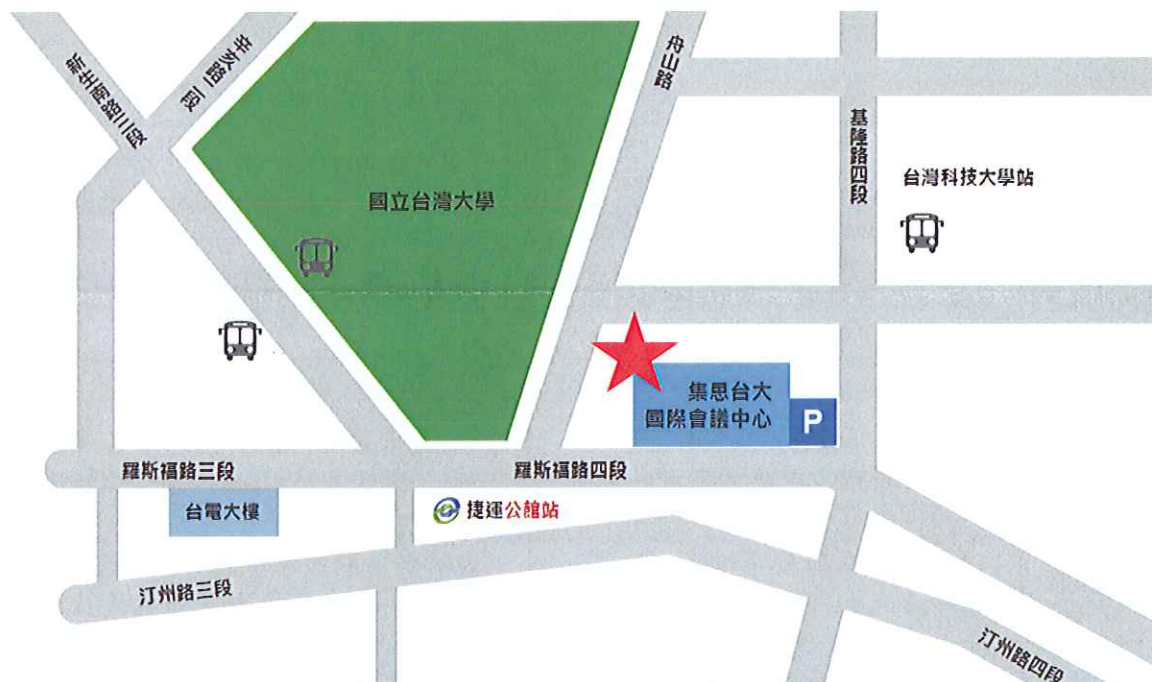 辛亥路二段
新生南路三段
舟山路
基隆路四段
台灣科技大學站
國立台灣大學
集思台大
國際會議中心
P
羅斯福路三段
羅斯福路四段
台電大樓
捷運公館站
汀州路三段
汀州路四段